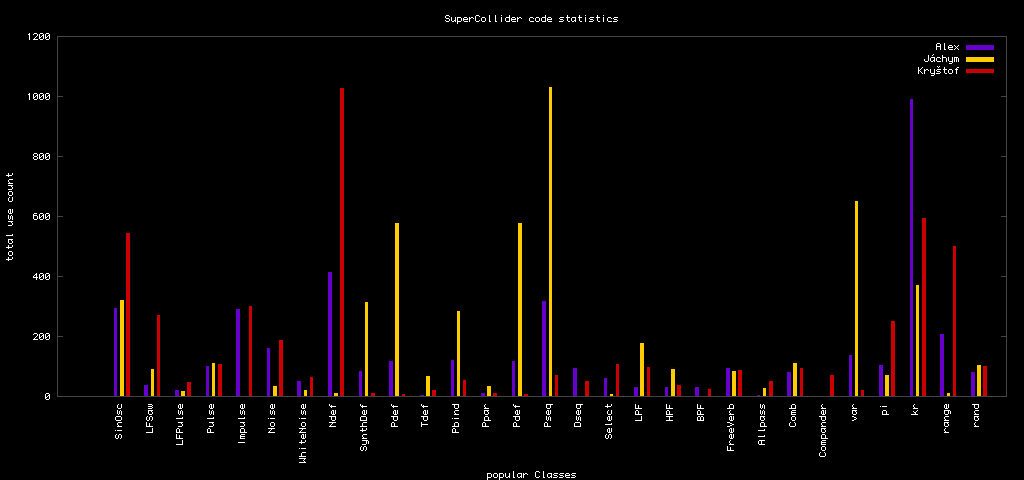 SuperCollider code statistics
Alex
Jáchym
Kryštof
1200
1000
800
600
400
200
0
total use count
SinOsc
LFSaw
LFPulse
Pulse
Impulse
Noise
WhiteNoise
Ndef
SynthDef
Pdef
Tdef
Pbind
Ppar
Pdef
Pseq
Dseq
Select
LPF
HPF
BPF
FreeVerb
Allpass
Comb
Compander
var
pi
kr
range
rand
popular Classes